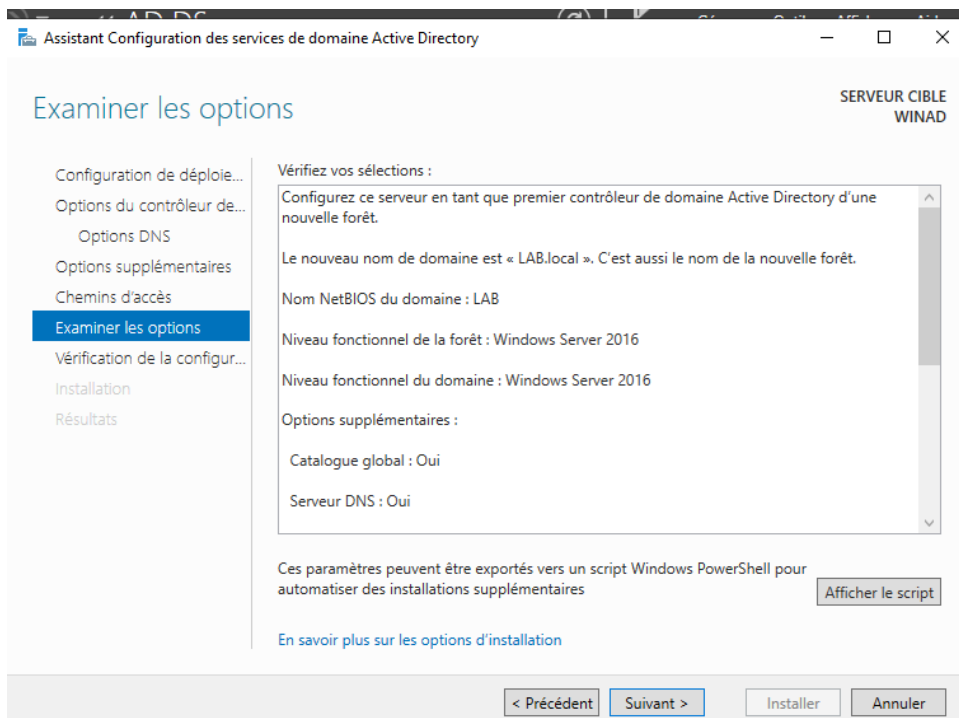 Assistant Configuration des services de domaine Active Directory
Examiner les options
SERVEUR CIBLE
WINAD
Configuration de déploie...
Options du contrôleur de...
Options DNS
Options supplémentaires
Chemins d’accès
Examiner les options
Vérification de la configur...
Installation
Résultats
Vérifiez vos sélections :
Configurez ce serveur en tant que premier contrôleur de domaine Active Directory d’une
nouvelle forêt.
Le nouveau nom de domaine est « LAB.local ». C’est aussi le nom de la nouvelle forêt.
Nom NetBIOS du domaine : LAB
Niveau fonctionnel de la forêt : Windows Server 2016
Niveau fonctionnel du domaine : Windows Server 2016
Options supplémentaires :
Catalogue global : Oui
Serveur DNS : Oui
Ces paramètres peuvent être exportés vers un script Windows PowerShell pour
automatiser des installations supplémentaires
Afficher le script
En savoir plus sur les options d’installation
< Précédent
Suivant >
Installer
Annuler